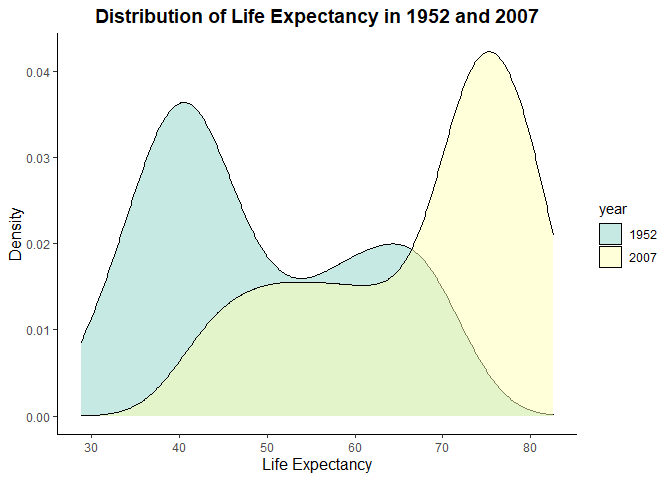 Distribution of Life Expectancy in 1952 and 2007
0.04
0.03
0.02
0.01
0.00
Density
30 40 50 60 70 80
Life Expectancy
year
1952
2007